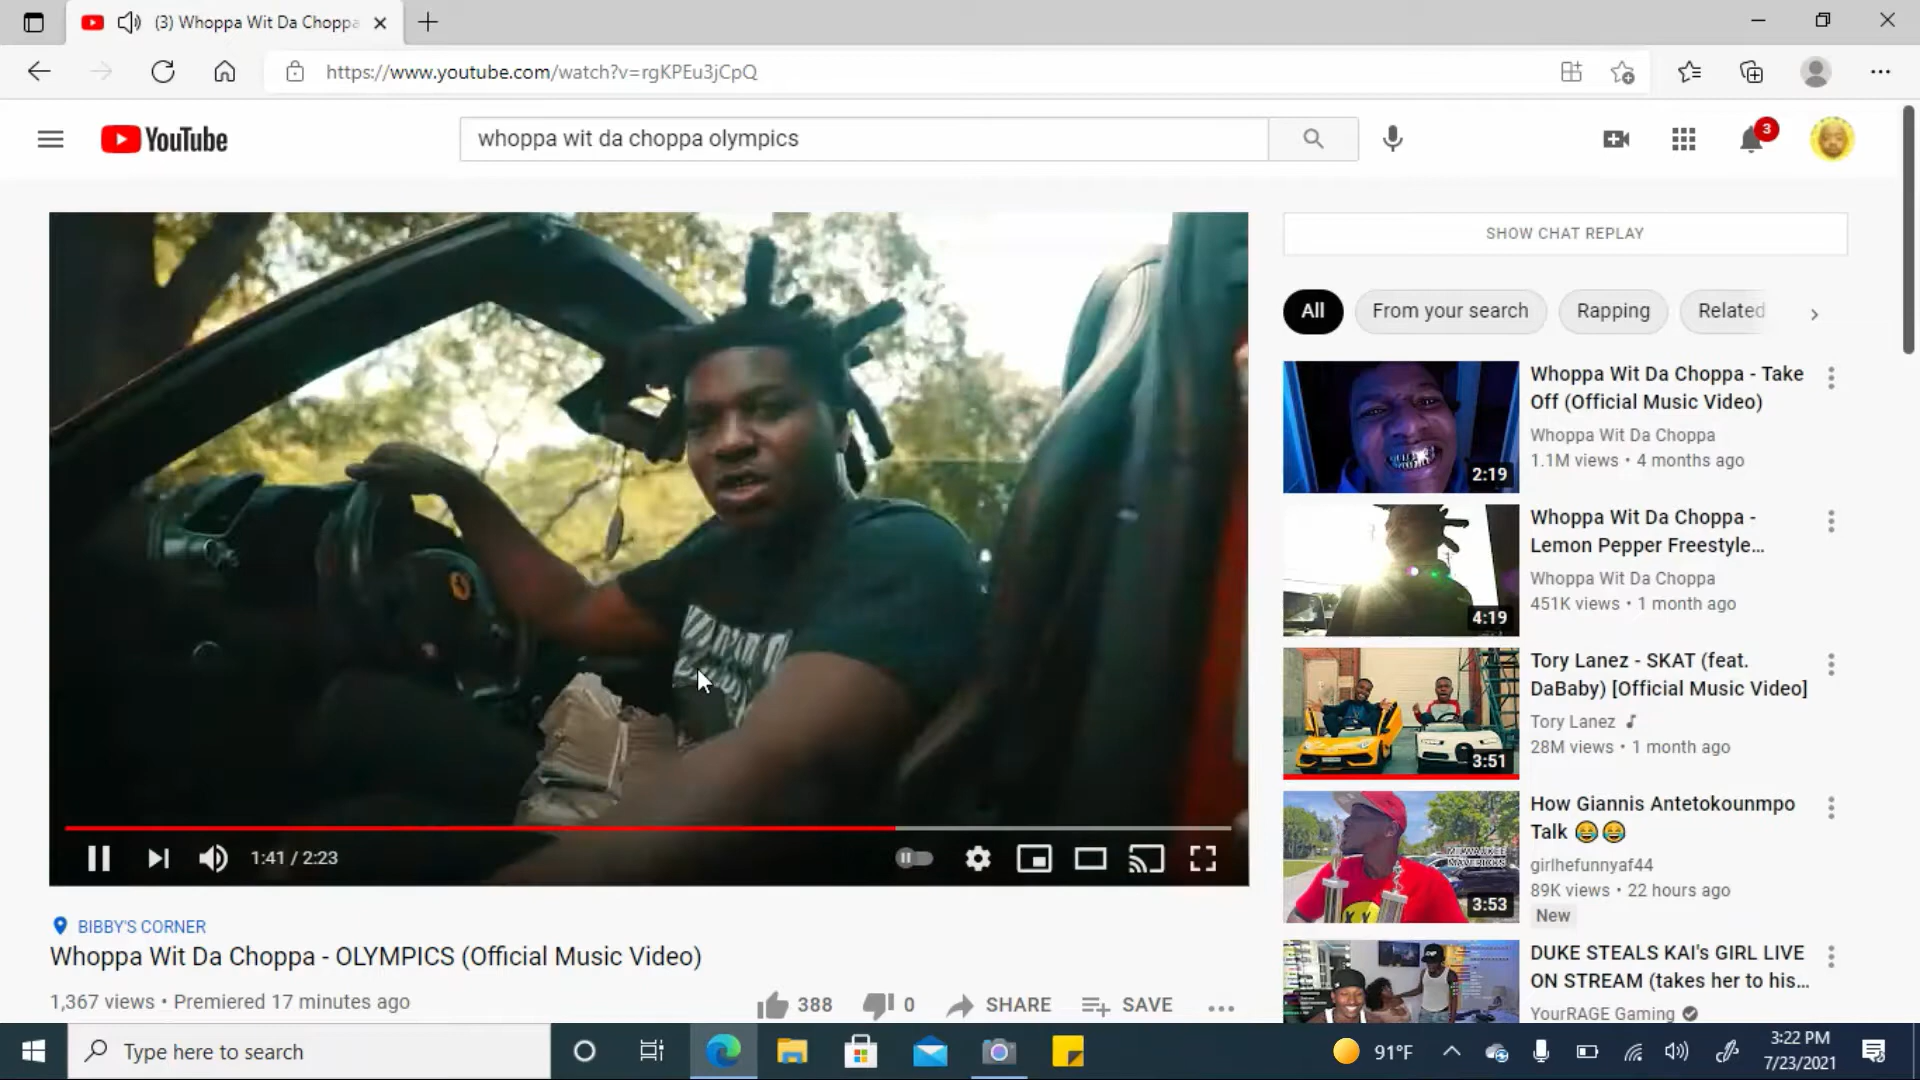 (3) Whoppa Wit Da Choppa
https://www.youtube.com/watch?v=rgKPEu3jCpQ
YouTube
whoppa wit da choppa olympics
3
SHOW CHAT REPLAY
All
From your search
Rapping
Related
Whoppa Wit Da Choppa - Take
Off (Official Music Video)
Whoppa Wit Da Choppa
1.1M views • 4 months ago
2:19
Whoppa Wit Da Choppa -
Lemon Pepper Freestyle...
Whoppa Wit Da Choppa
451K views • 1 month ago
4:19
Tory Lanez - SKAT (feat.
DaBaby) [Official Music Video]
Tory Lanez
28M views • 1 month ago
3:51
How Giannis Antetokounmpo
Talk 😂😂
girlhefunnyaf44
89K views • 22 hours ago
New
MILWAUKEE
MAVERICKS
3:53
DUKE STEALS KAI's GIRL LIVE
ON STREAM (takes her to his...
YourRAGE Gaming
1:41 / 2:23
BIBBY'S CORNER
Whoppa Wit Da Choppa - OLYMPICS (Official Music Video)
1,367 views • Premiered 17 minutes ago
388
0
SHARE
SAVE
Type here to search
91°F
3:22 PM
7/23/2021